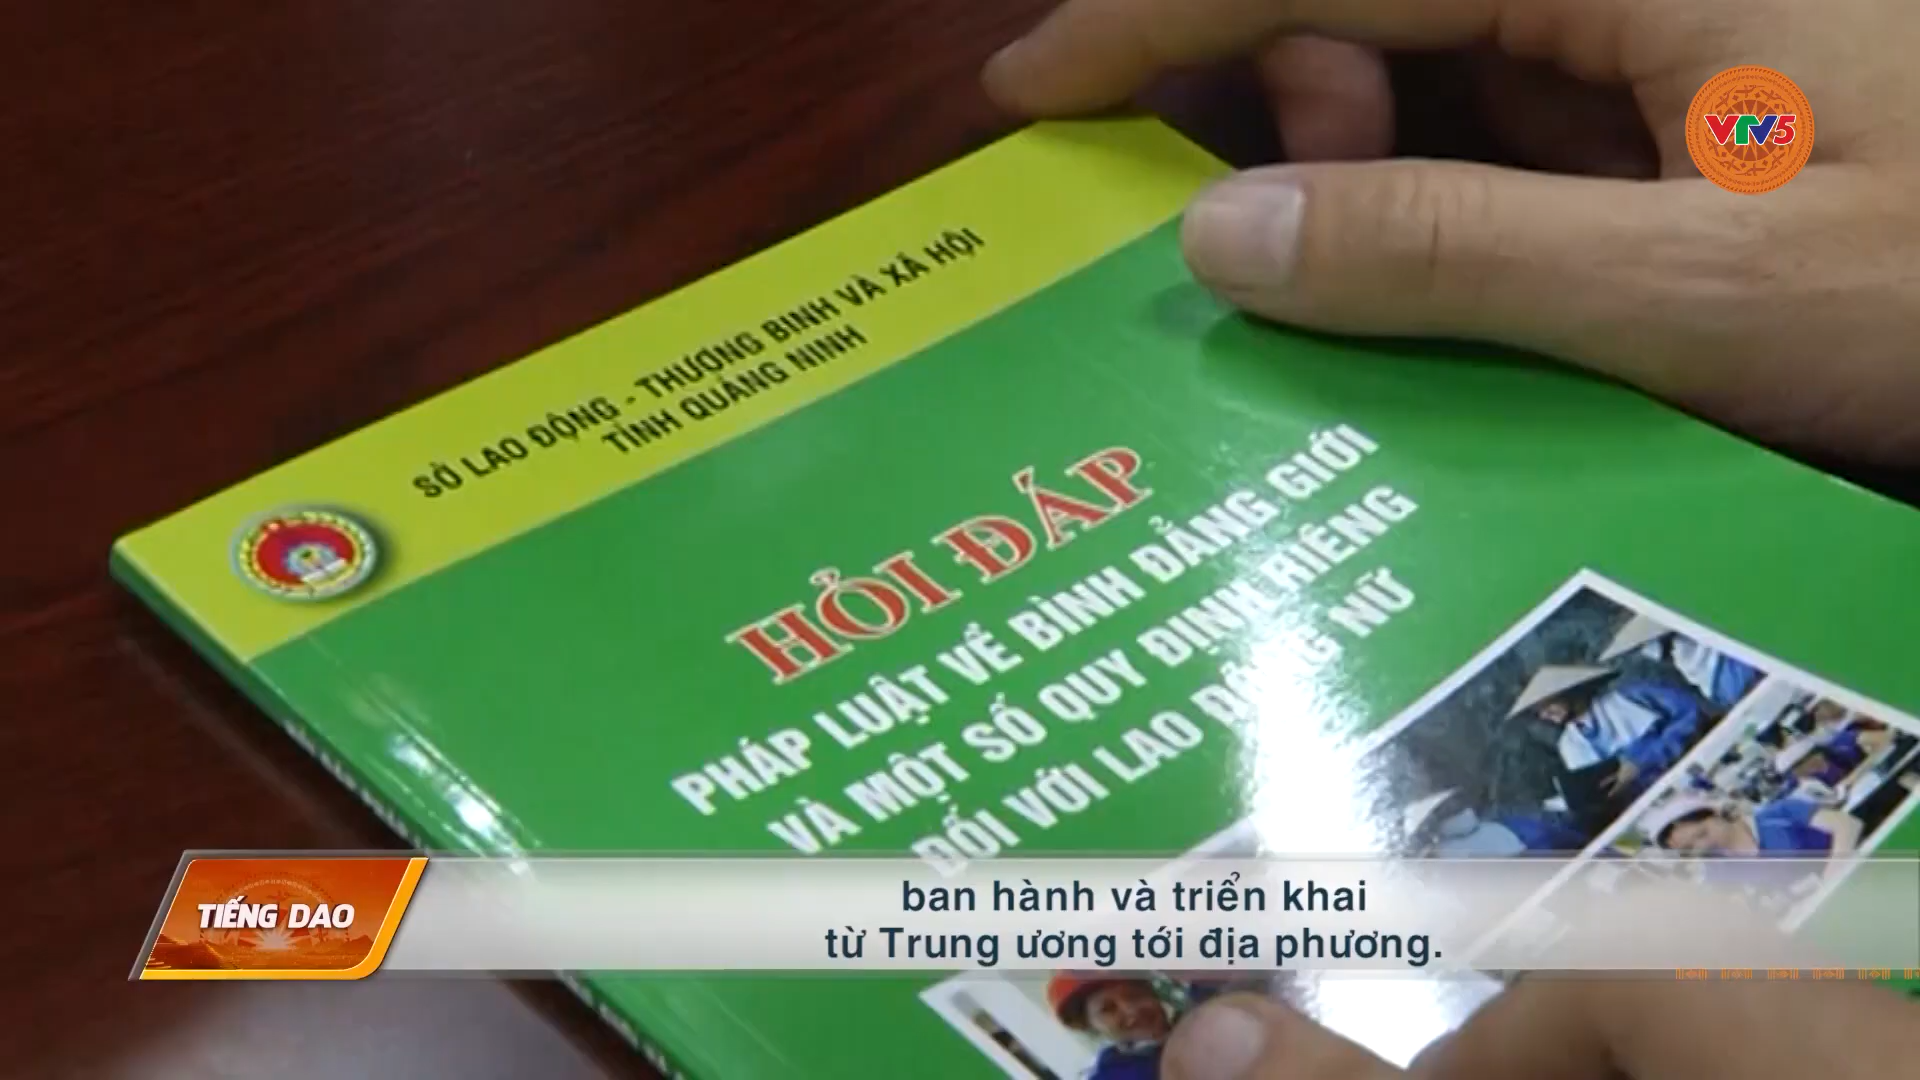 VTV5
SỞ LAO ĐỘNG - THƯƠNG BINH VÀ XÃ HỘI
TỈNH QUẢNG NINH
HỎI ĐÁP
PHÁP LUẬT VỀ BÌNH ĐẲNG GIỚI
VÀ MỘT SỐ QUY ĐỊNH RIÊNG
ĐỐI VỚI LAO ĐỘNG NỮ
TIẾNG DAO
ban hành và triển khai
từ Trung ương tới địa phương.